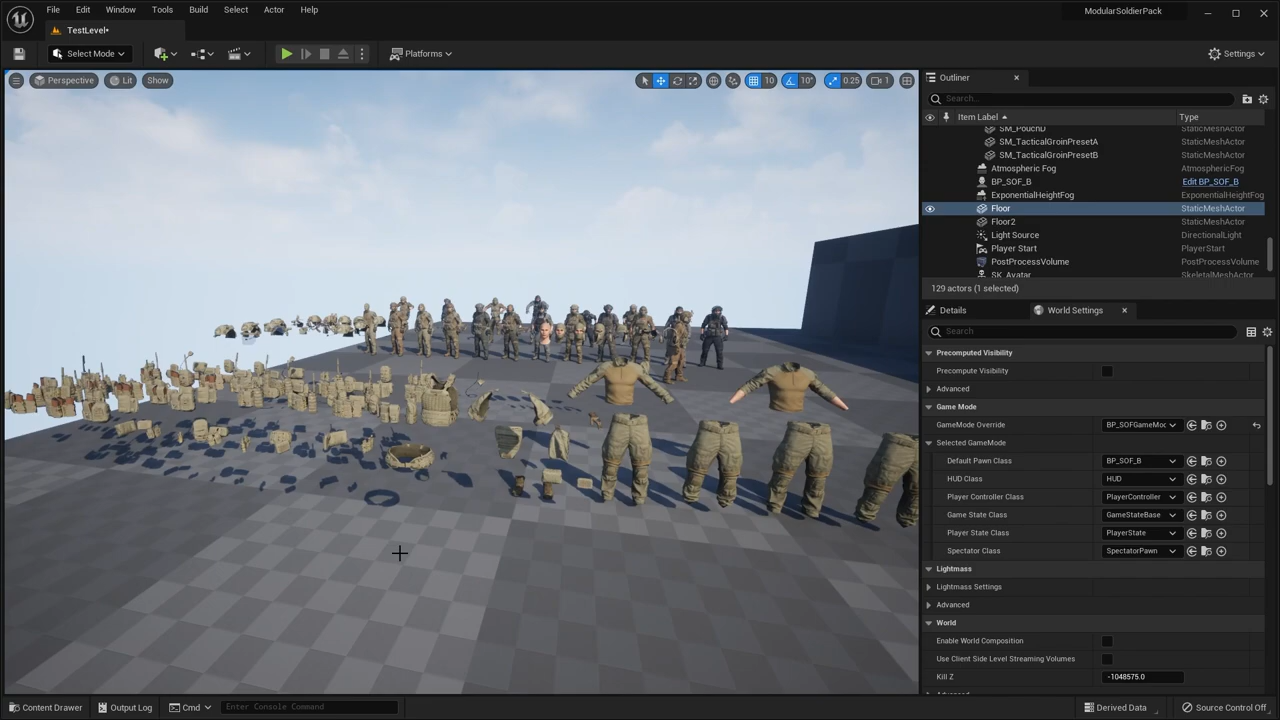 File Edit Window Tools Build Select Actor Help
ModularSoldierPack
TestLevel•
Select Mode
Platforms
Settings
Perspective Lit Show
10 10° 0.25 1
Outliner
Search...
Item Label Type
SM_PouchD StaticMeshActor
SM_TacticalGroinPresetA StaticMeshActor
SM_TacticalGroinPresetB StaticMeshActor
Atmospheric Fog AtmosphericFog
BP_SOF_B Edit BP_SOF_B
ExponentialHeightFog ExponentialHeightFog
Floor StaticMeshActor
Floor2 StaticMeshActor
Light Source DirectionalLight
Player Start PlayerStart
PostProcessVolume PostProcessVolume
SK_Avatar SkeletalMeshActor
129 actors (1 selected)
Details World Settings
Search
Precomputed Visibility
Precompute Visibility
Advanced
Game Mode
GameMode Override BP_SOFGameMoc
Selected GameMode
Default Pawn Class BP_SOF_B
HUD Class HUD
Player Controller Class PlayerController
Game State Class GameStateBase
Player State Class PlayerState
Spectator Class SpectatorPawn
Lightmass
Lightmass Settings
Advanced
World
Enable World Composition
Use Client Side Level Streaming Volumes
Kill Z -1048575.0
Content Drawer Output Log Cmd Enter Console Command
Derived Data Source Control Off